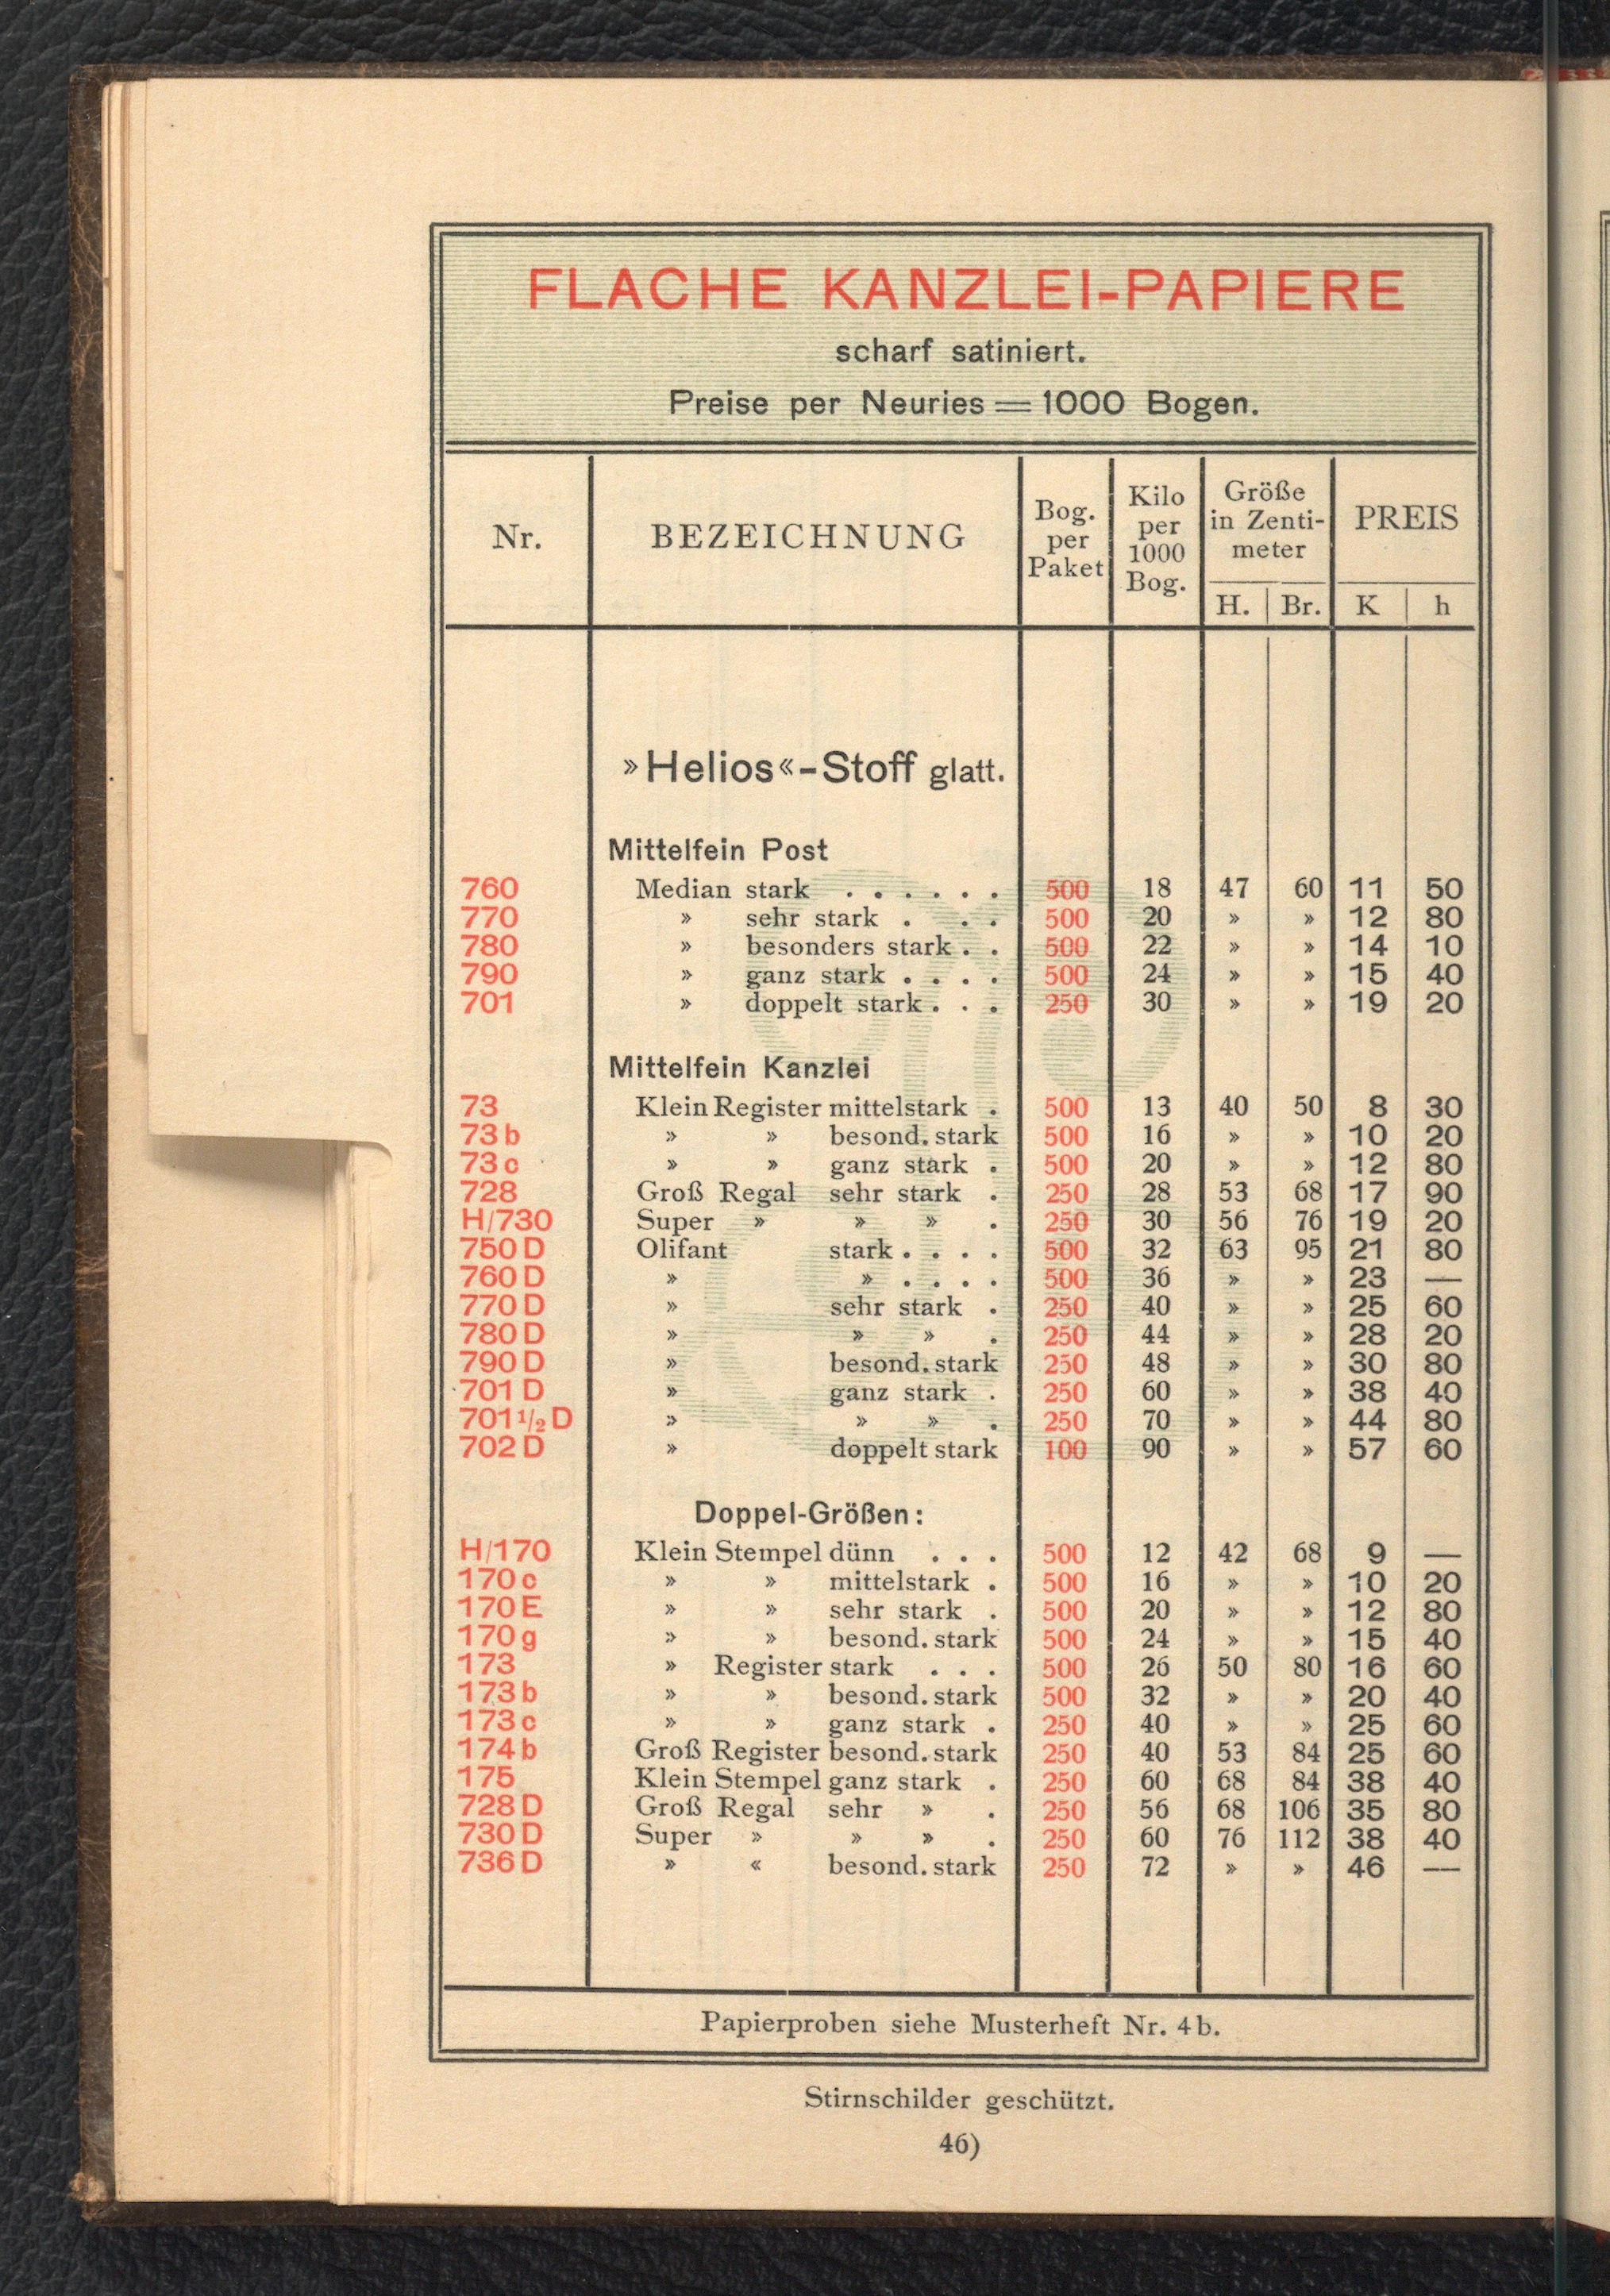 FLACHE KANZLEI-PAPIERE
scharf satiniert.
Preise per Neuries = 1000 Bogen.
Nr. BEZEICHNUNG Bog. per Paket Kilo per 1000 Bog. Größe in Zenti-meter H. Br. PREIS K h
»Helios«-Stoff glatt.
Mittelfein Post
760 Median stark . . . . . . 500 18 47 60 11 50
770 » sehr stark . . . 500 20 » » 12 80
780 » besonders stark . . 500 22 » » 14 10
790 » ganz stark . . . . 500 24 » » 15 40
701 » doppelt stark . . . 250 30 » » 19 20
Mittelfein Kanzlei
73 Klein Register mittelstark . 500 13 40 50 8 30
73 b » » besond. stark 500 16 » » 10 20
73 c » » ganz stark . 500 20 » » 12 80
728 Groß Regal sehr stark . 250 28 53 68 17 90
H/730 Super » » » . 250 30 56 76 19 20
750 D Olifant stark . . . . 500 32 63 95 21 80
760 D » » . . . . 500 36 » » 23 —
770 D » sehr stark . 250 40 » » 25 60
780 D » » » . 250 44 » » 28 20
790 D » besond. stark 250 48 » » 30 80
701 D » ganz stark . 250 60 » » 38 40
701 1/2 D » » » . 250 70 » » 44 80
702 D » doppelt stark 100 90 » » 57 60
Doppel-Größen:
H/170 Klein Stempel dünn . . . 500 12 42 68 9 —
170 c » » mittelstark . 500 16 » » 10 20
170 E » » sehr stark . 500 20 » » 12 80
170 g » » besond. stark 500 24 » » 15 40
173 » Register stark . . . 500 26 50 80 16 60
173 b » » besond. stark 500 32 » » 20 40
173 c » » ganz stark . 250 40 » » 25 60
174 b Groß Register besond. stark 250 40 53 84 25 60
175 Klein Stempel ganz stark . 250 60 68 84 38 40
728 D Groß Regal sehr » . 250 56 68 106 35 80
730 D Super » » » . 250 60 76 112 38 40
736 D » « besond. stark 250 72 » » 46 —
Papierproben siehe Musterheft Nr. 4 b.
Stirnschilder geschützt.
46)